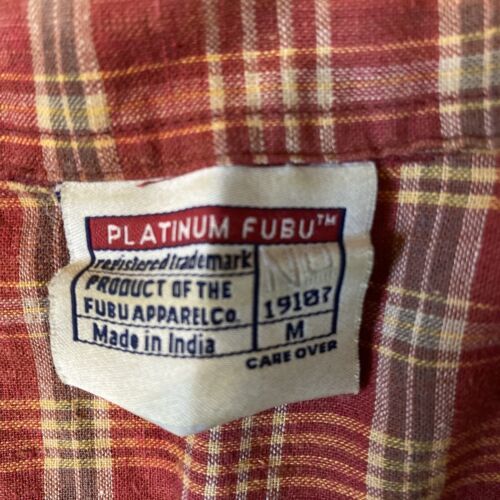 PLATINUM FUBU™
registered trademark
PRODUCT OF THE
FUBU APPAREL Co.
Made in India
19107
M
CARE OVER